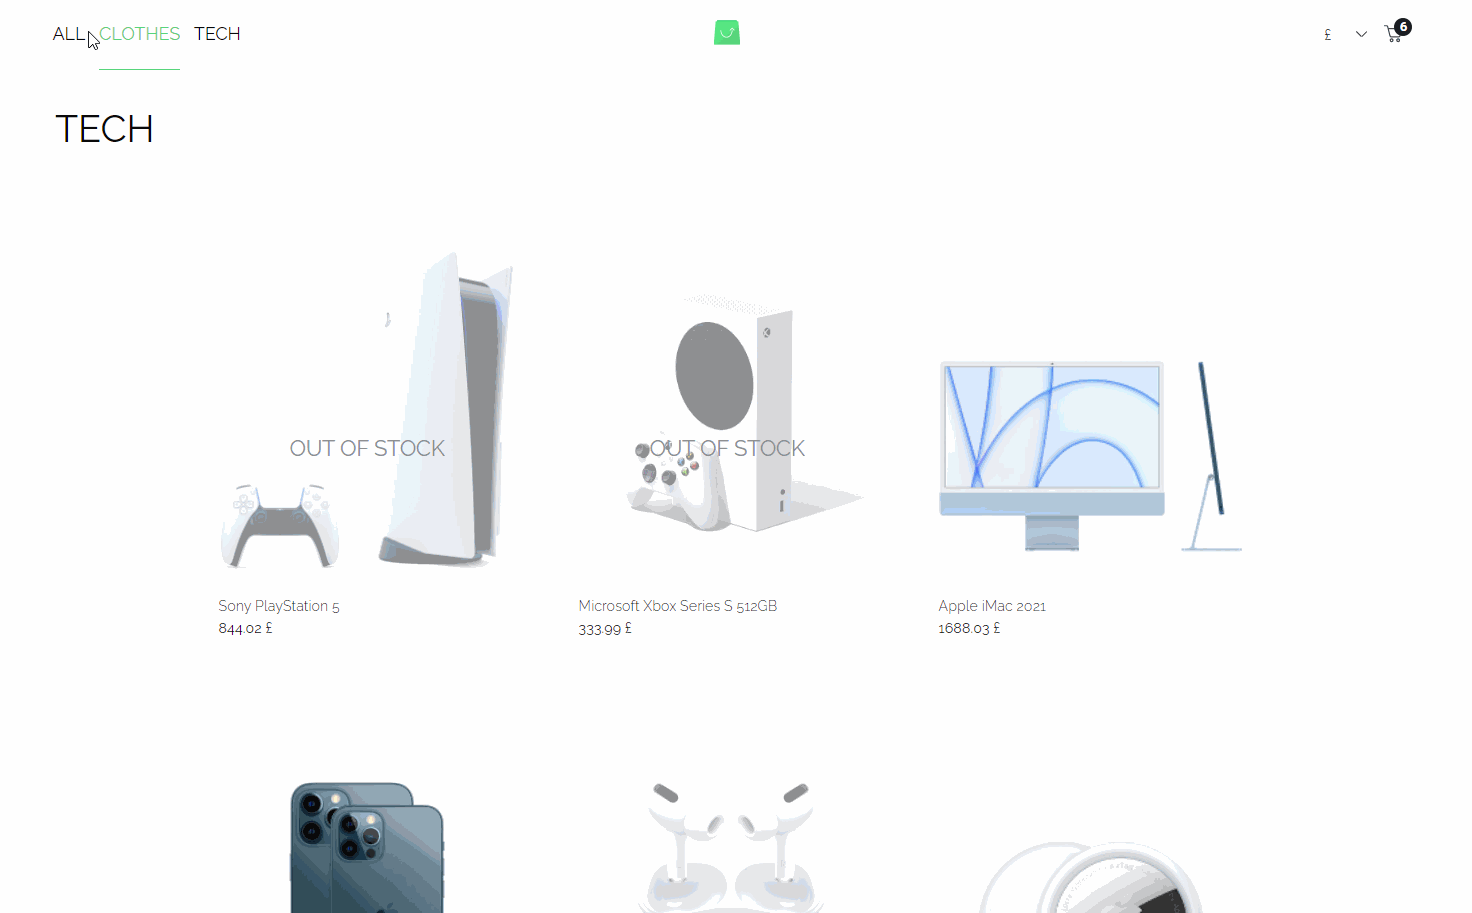 ALL CLOTHES TECH £ 6
TECH
OUT OF STOCK OUT OF STOCK
Sony PlayStation 5
844.02 £
Microsoft Xbox Series S 512GB
333.99 £
Apple iMac 2021
1688.03 £